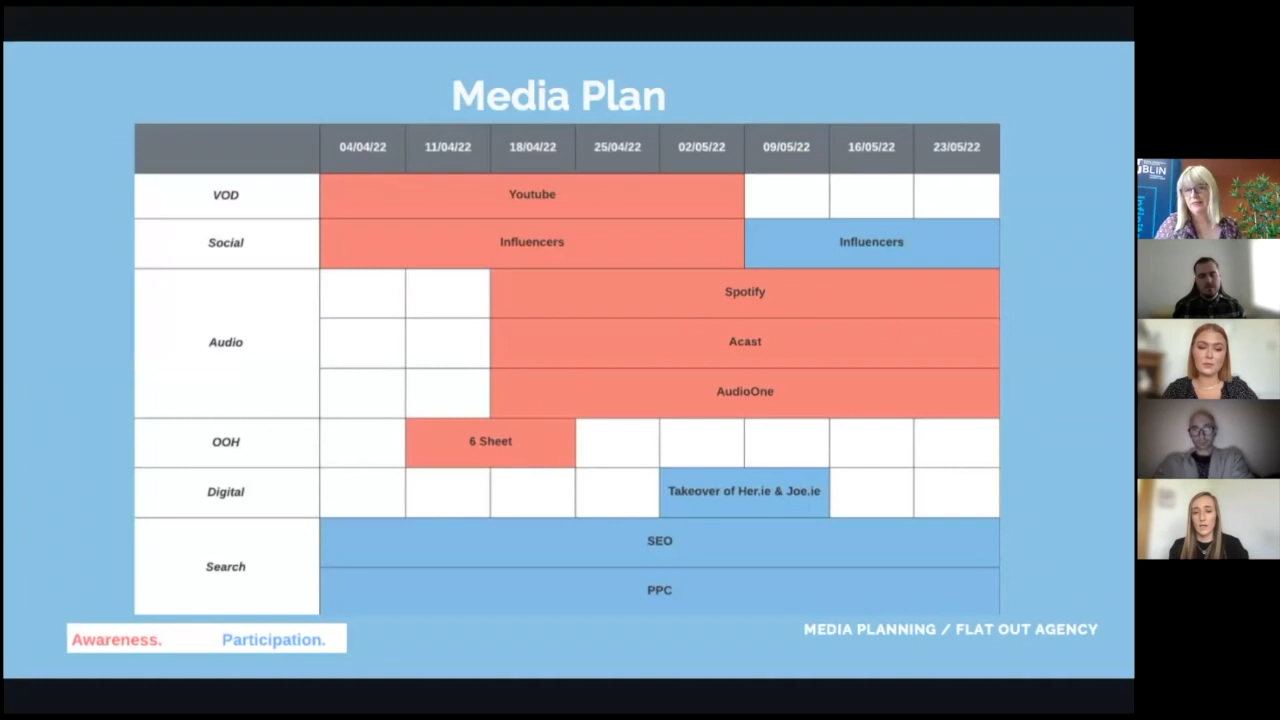 Media Plan
04/04/22 11/04/22 18/04/22 25/04/22 02/05/22 09/05/22 16/05/22 23/05/22
VOD Youtube
Social Influencers Influencers
Spotify
Audio Acast
AudioOne
OOH 6 Sheet
Digital Takeover of Her.ie & Joe.ie
SEO
Search
PPC
Awareness. Participation.
MEDIA PLANNING / FLAT OUT AGENCY
BLIN